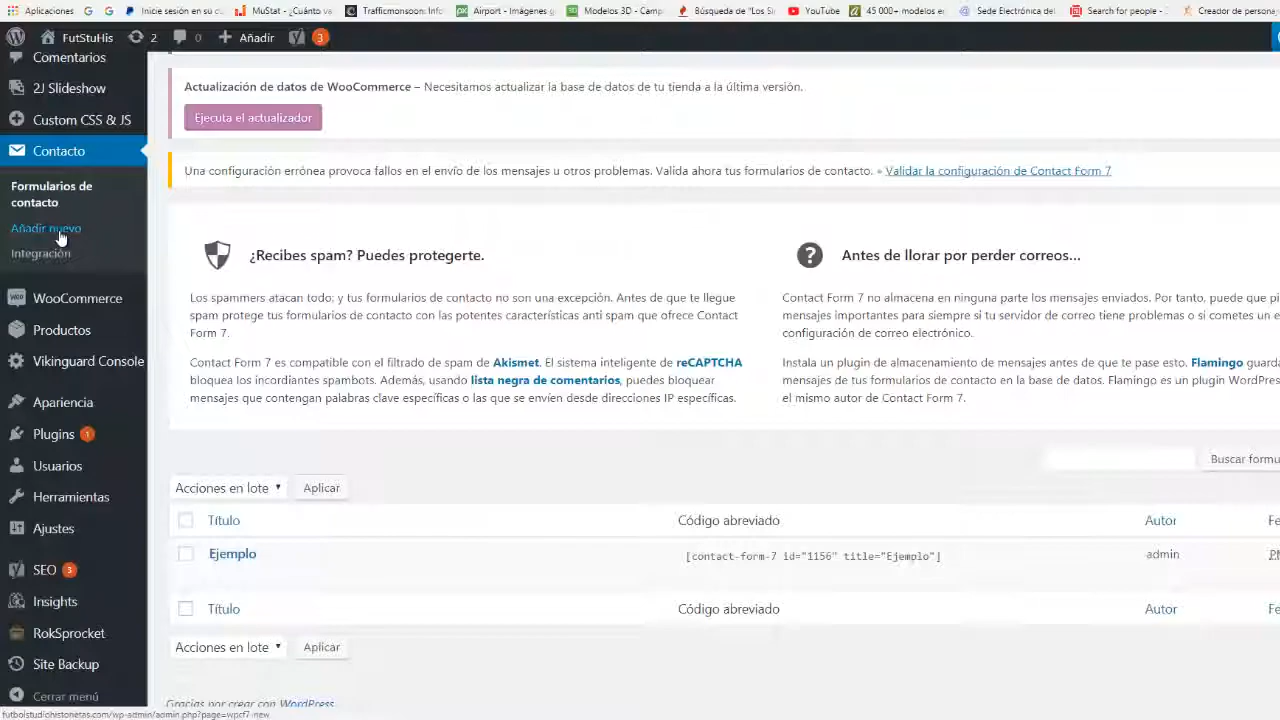 Aplicaciones G G Inicie sesión en su c MuStat - ¿Cuánto va Trafficmonsoon: Info Airport - Imágenes g Modelos 3D - Camp Búsqueda de "Los Si YouTube 45 000+ modelos e Sede Electrónica del Search for people - Creador de persona
FutStuHis 2 0 Añadir 3
Comentarios
2J Slideshow
Custom CSS & JS
Contacto
Formularios de
contacto
Añadir nuevo
Integración
WooCommerce
Productos
Vikinguard Console
Apariencia
Plugins 1
Usuarios
Herramientas
Ajustes
SEO 3
Insights
RokSprocket
Site Backup
Cerrar menú
Actualización de datos de WooCommerce – Necesitamos actualizar la base de datos de tu tienda a la última versión.
Ejecuta el actualizador
Una configuración errónea provoca fallos en el envío de los mensajes u otros problemas. Valida ahora tus formularios de contacto. » Validar la configuración de Contact Form 7
¿Recibes spam? Puedes protegerte.
Los spammers atacan todo; y tus formularios de contacto no son una excepción. Antes de que te llegue
spam protege tus formularios de contacto con las potentes características anti spam que ofrece Contact
Form 7.
Contact Form 7 es compatible con el filtrado de spam de Akismet. El sistema inteligente de reCAPTCHA
bloquea los incordiantes spambots. Además, usando lista negra de comentarios, puedes bloquear
mensajes que contengan palabras clave específicas o las que se envíen desde direcciones IP específicas.
? Antes de llorar por perder correos...
Contact Form 7 no almacena en ninguna parte los mensajes enviados. Por tanto, puede que pi
mensajes importantes para siempre si tu servidor de correo tiene problemas o si cometes un e
configuración de correo electrónico.
Instala un plugin de almacenamiento de mensajes antes de que te pase esto. Flamingo guarda
mensajes de tus formularios de contacto en la base de datos. Flamingo es un plugin WordPres
el mismo autor de Contact Form 7.
Buscar formu
Acciones en lote Aplicar
Título Código abreviado Autor Fe
Ejemplo [contact-form-7 id="1156" title="Ejemplo"] admin
Título Código abreviado Autor Fe
Acciones en lote Aplicar
Gracias por crear con WordPress.
futbolstudiohistonetas.com/wp-admin/admin.php?page=wpcf7-new